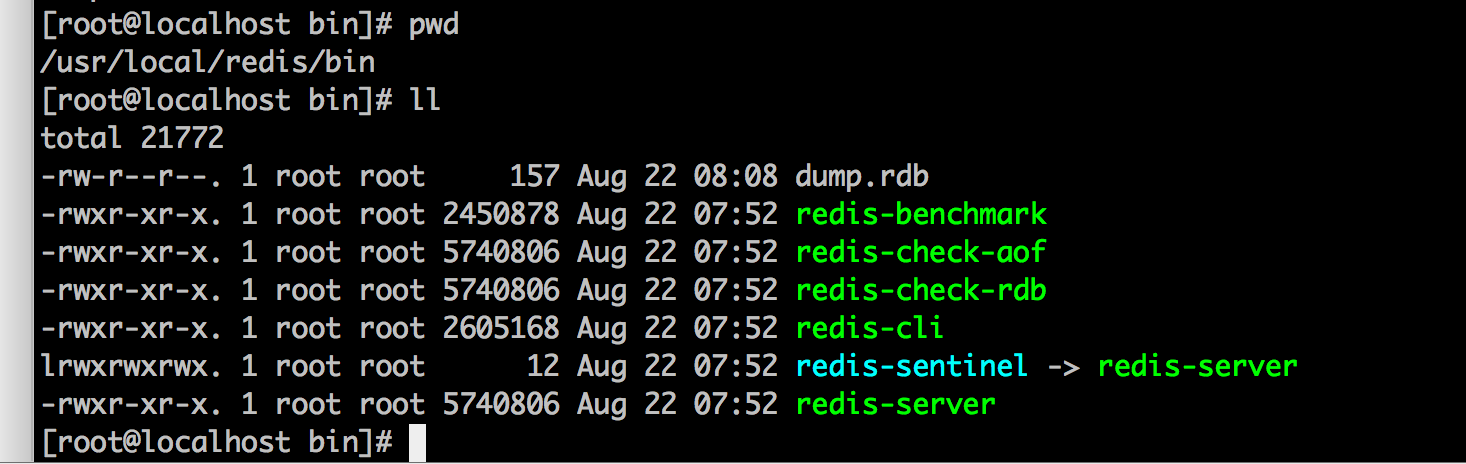 [root@localhost bin]# pwd
/usr/local/redis/bin
[root@localhost bin]# ll
total 21772
-rw-r--r--. 1 root root     157 Aug 22 08:08 dump.rdb
-rwxr-xr-x. 1 root root 2450878 Aug 22 07:52 redis-benchmark
-rwxr-xr-x. 1 root root 5740806 Aug 22 07:52 redis-check-aof
-rwxr-xr-x. 1 root root 5740806 Aug 22 07:52 redis-check-rdb
-rwxr-xr-x. 1 root root 2605168 Aug 22 07:52 redis-cli
lrwxrwxrwx. 1 root root      12 Aug 22 07:52 redis-sentinel -> redis-server
-rwxr-xr-x. 1 root root 5740806 Aug 22 07:52 redis-server
[root@localhost bin]#